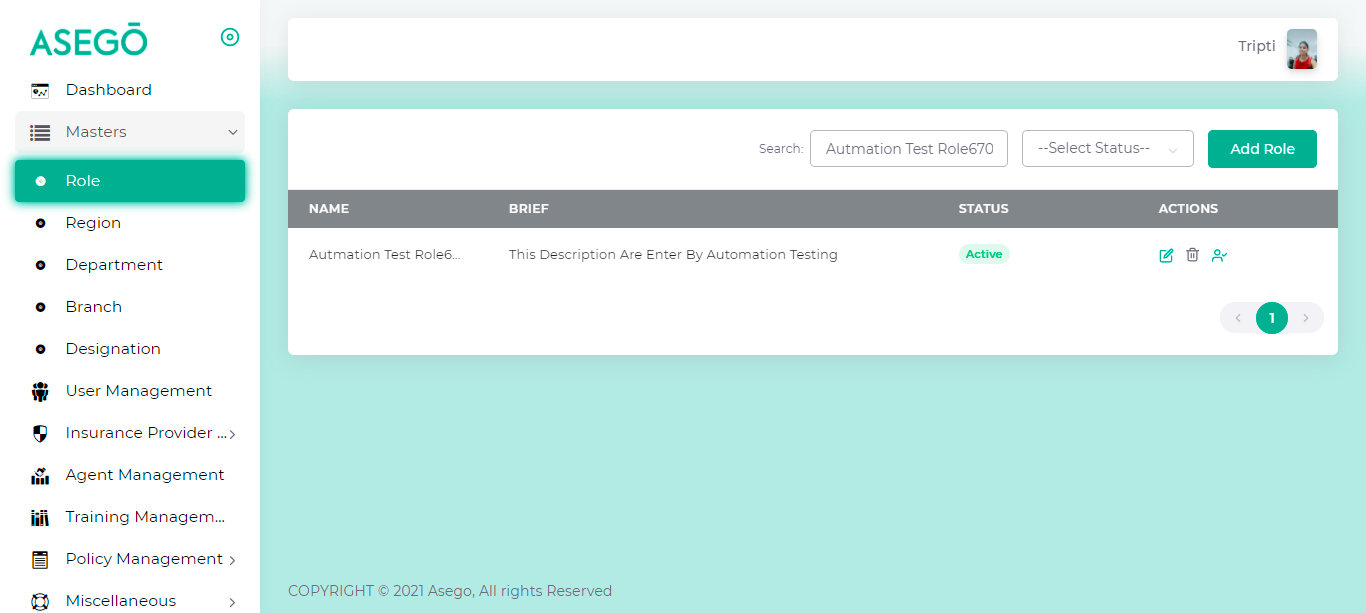 ASEGŌ
Dashboard
Masters
Role
Region
Department
Branch
Designation
User Management
Insurance Provider ...
Agent Management
Training Managem...
Policy Management
Miscellaneous
Tripti
Search: Autmation Test Role670 --Select Status-- Add Role
NAME BRIEF STATUS ACTIONS
Autmation Test Role6... This Description Are Enter By Automation Testing Active
1
COPYRIGHT © 2021 Asego, All rights Reserved